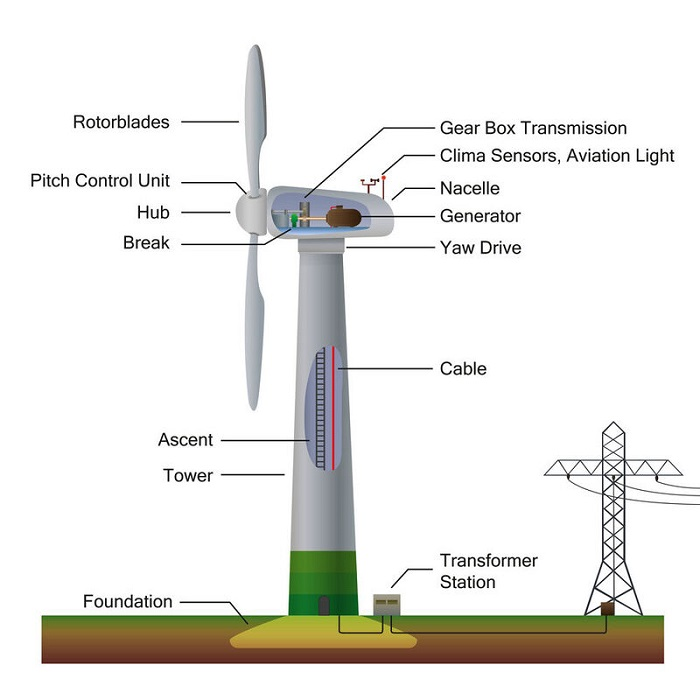 Rotorblades
Gear Box Transmission
Clima Sensors, Aviation Light
Pitch Control Unit
Nacelle
Hub
Generator
Break
Yaw Drive
Cable
Ascent
Tower
Transformer
Station
Foundation